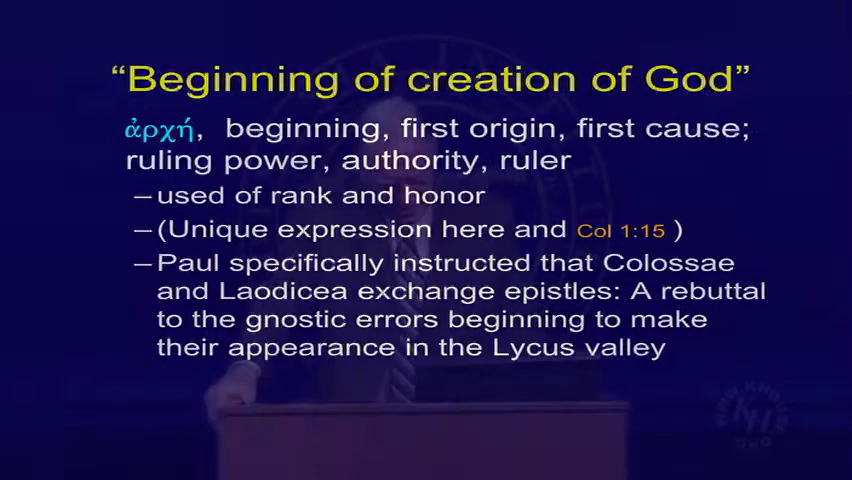 “Beginning of creation of God”
ἀρχή, beginning, first origin, first cause;
ruling power, authority, ruler
–used of rank and honor
–(Unique expression here and Col 1:15 )
–Paul specifically instructed that Colossae
and Laodicea exchange epistles: A rebuttal
to the gnostic errors beginning to make
their appearance in the Lycus valley